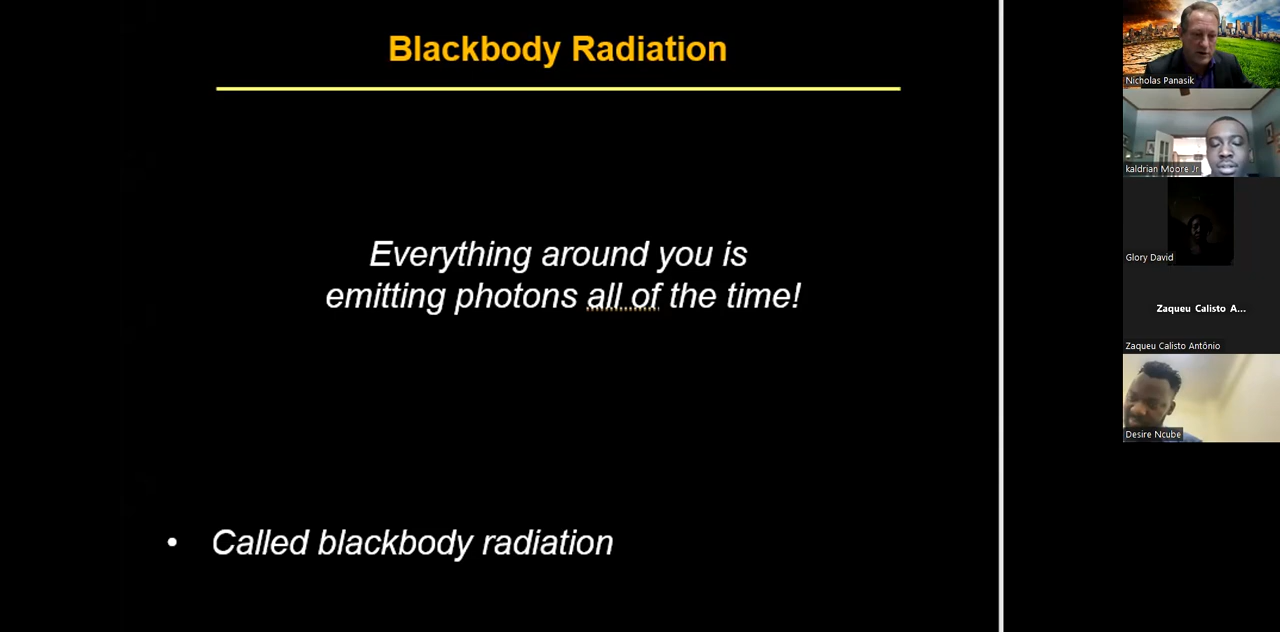 Blackbody Radiation
Everything around you is
emitting photons all of the time!
• Called blackbody radiation
Nicholas Panasik
kaldrian Moore Jr
Glory David
Zaqueu Calisto A...
Zaqueu Calisto Antônio
Desire Ncube